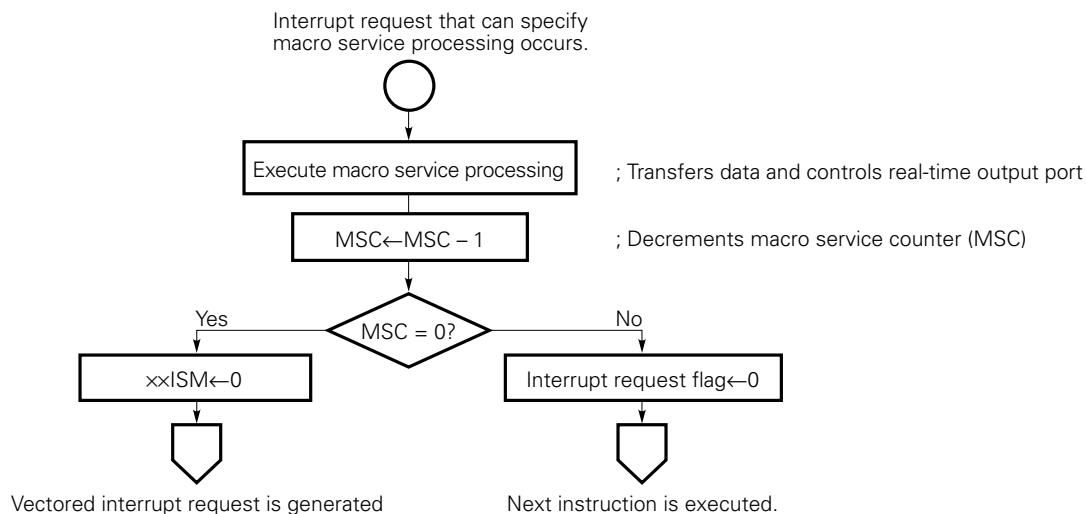 Interrupt request that can specify
macro service processing occurs.
Execute macro service processing
; Transfers data and controls real-time output port
MSC←MSC – 1
; Decrements macro service counter (MSC)
MSC = 0?
Yes
No
××ISM←0
Interrupt request flag←0
Vectored interrupt request is generated
Next instruction is executed.